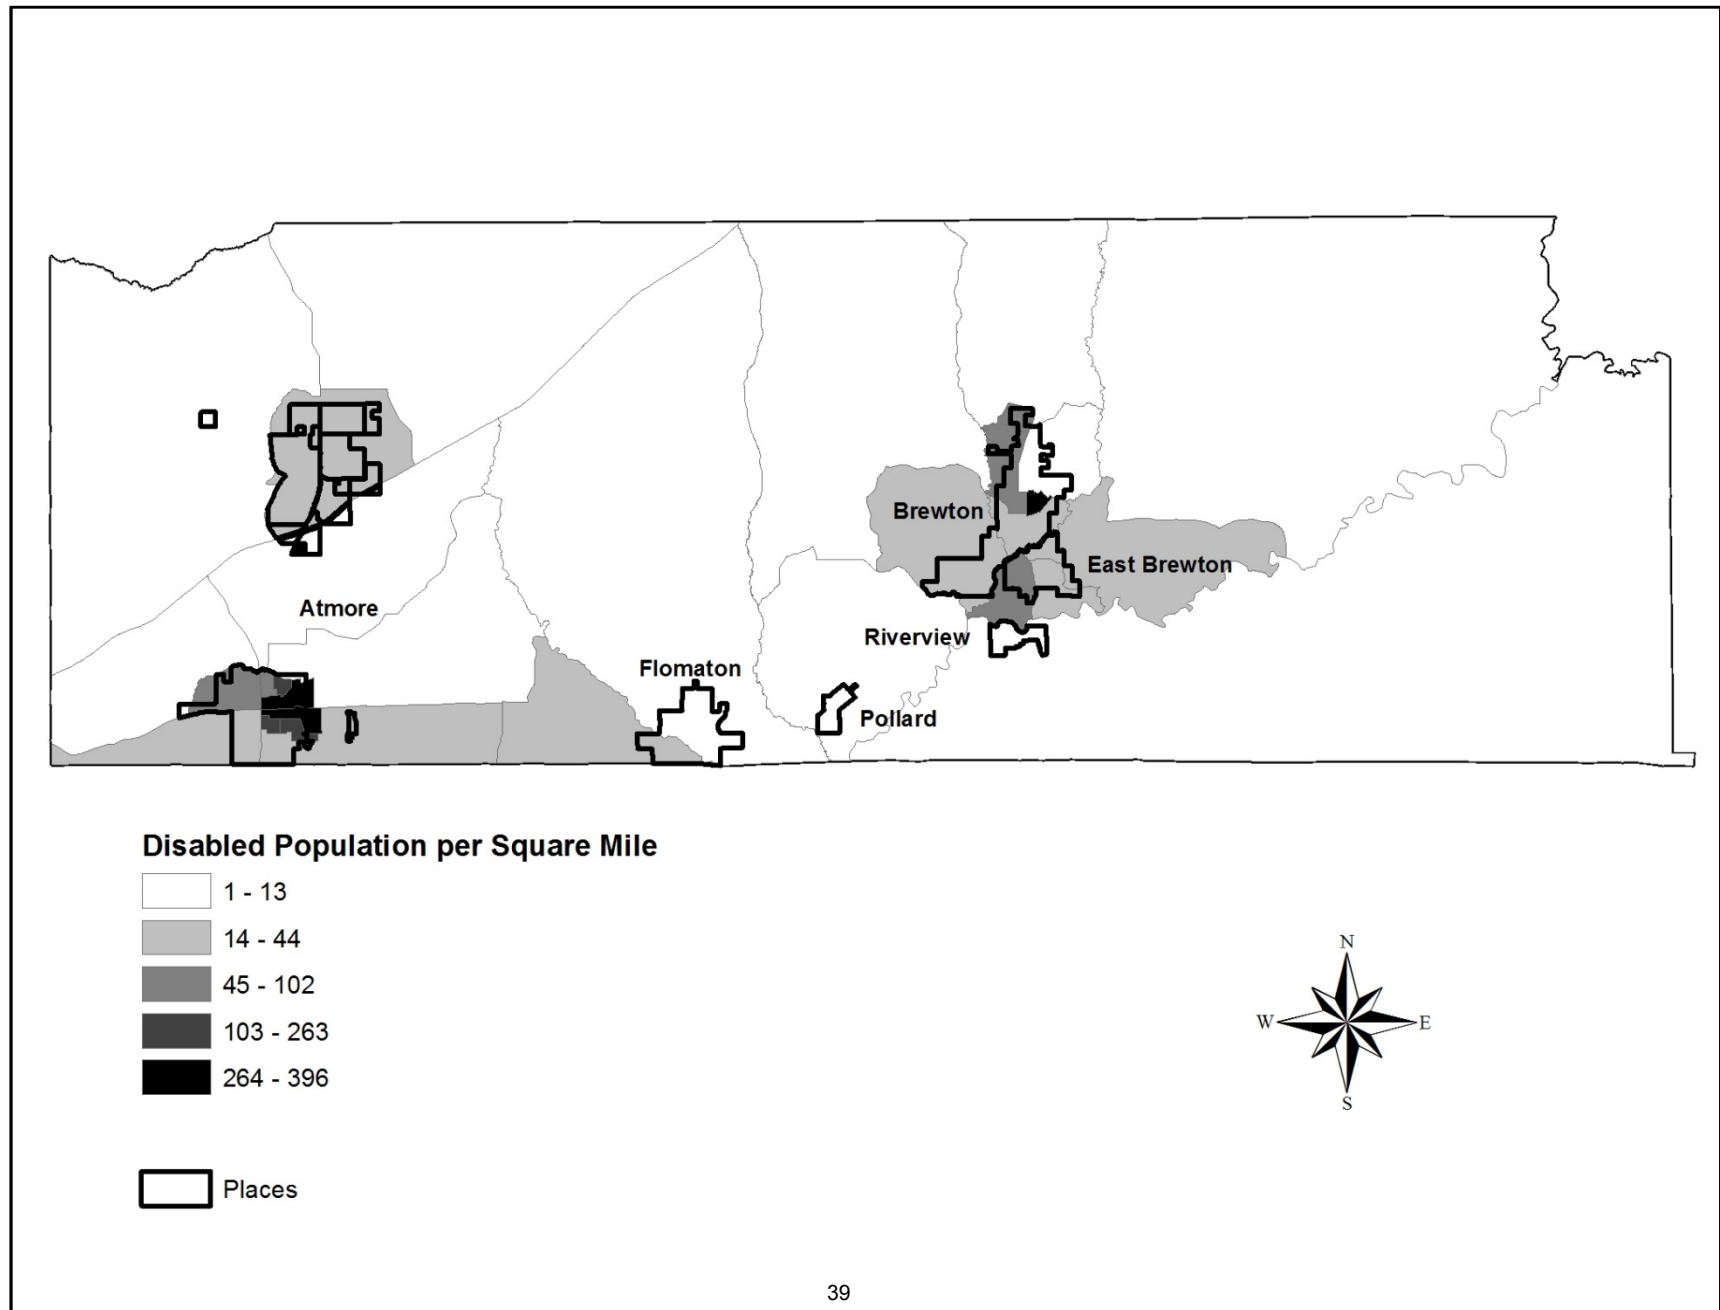 Brewton
East Brewton
Atmore
Riverview
Flomaton
Pollard
Disabled Population per Square Mile
1 - 13
14 - 44
45 - 102
103 - 263
264 - 396
Places
N
W E
S
39